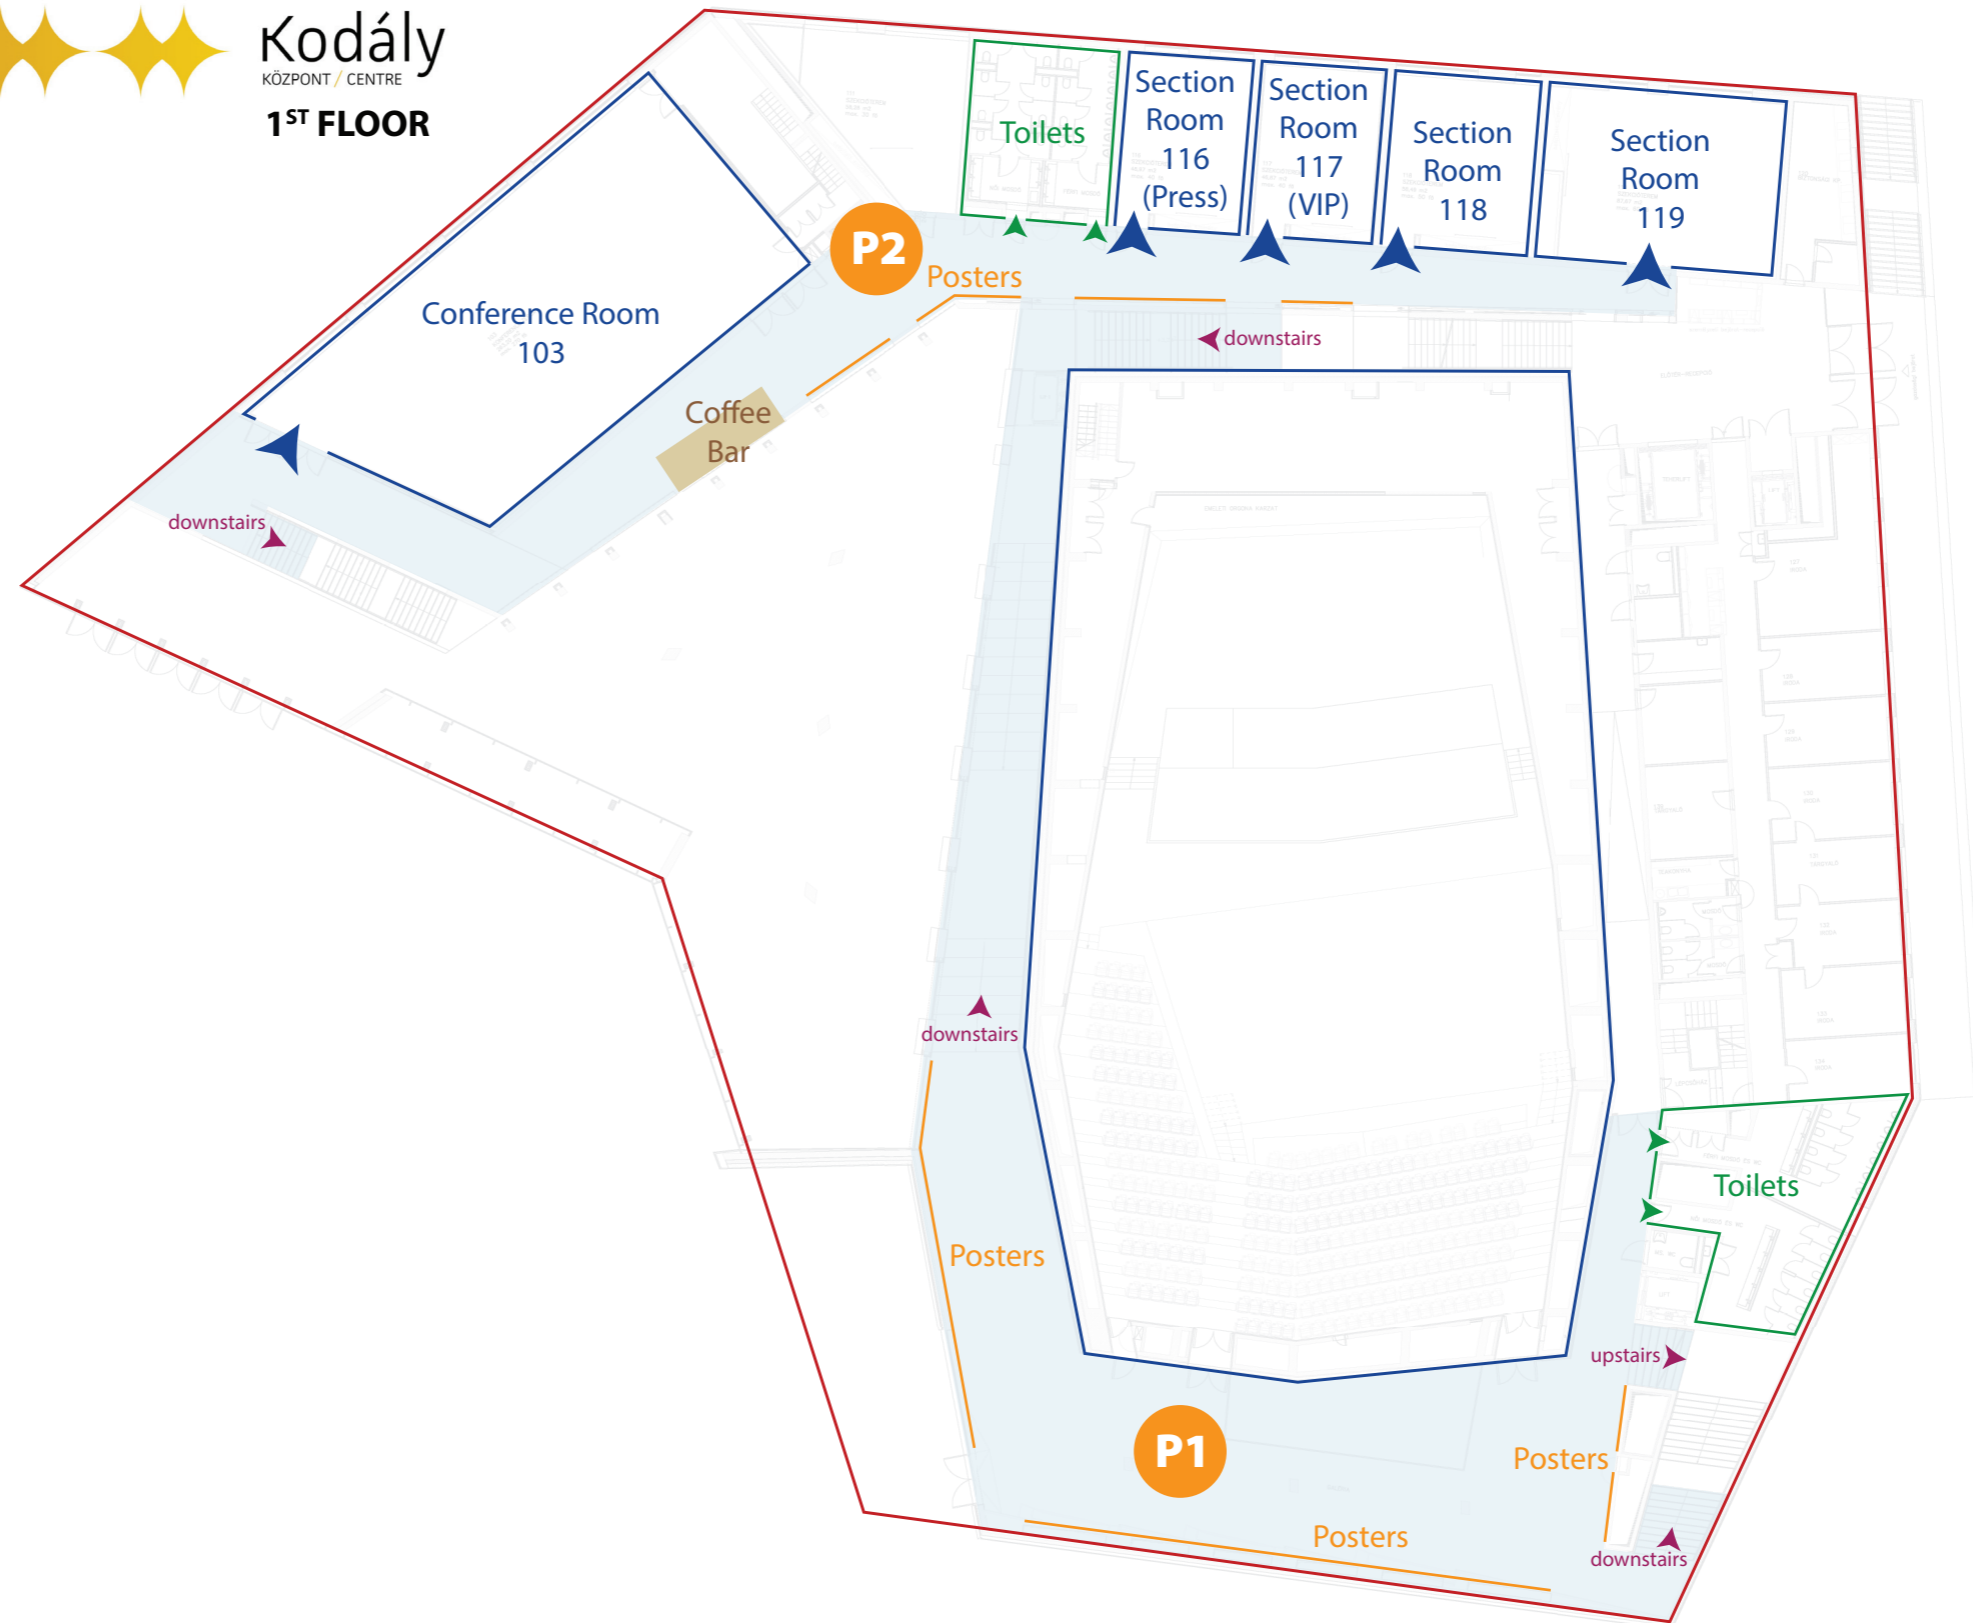 Kodály
KÖZPONT / CENTRE
1ST FLOOR
Toilets
Section
Room
116
(Press)
Section
Room
117
(VIP)
Section
Room
118
Section
Room
119
P2
Posters
Conference Room
103
downstairs
Coffee
Bar
downstairs
downstairs
Toilets
Posters
upstairs
P1
Posters
Posters
downstairs